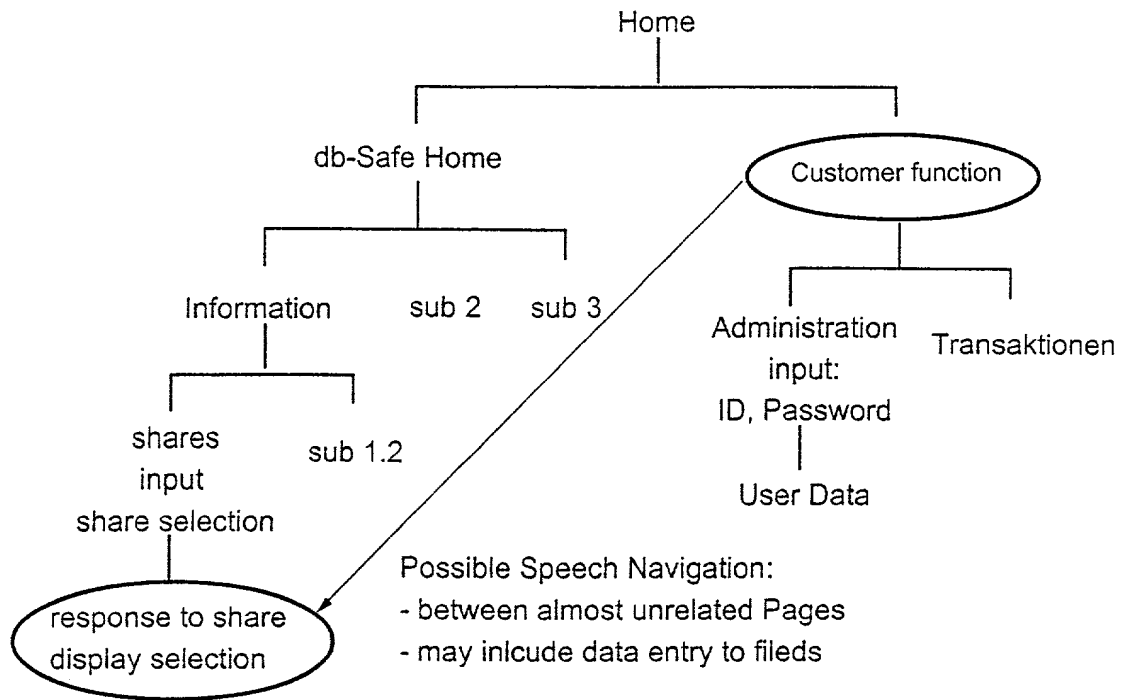 Home
db-Safe Home
Customer function
Information
sub 2
sub 3
Administration
input:
ID, Password
Transaktionen
shares
input
share selection
sub 1.2
User Data
response to share
display selection
Possible Speech Navigation:
- between almost unrelated Pages
- may inlcude data entry to fileds